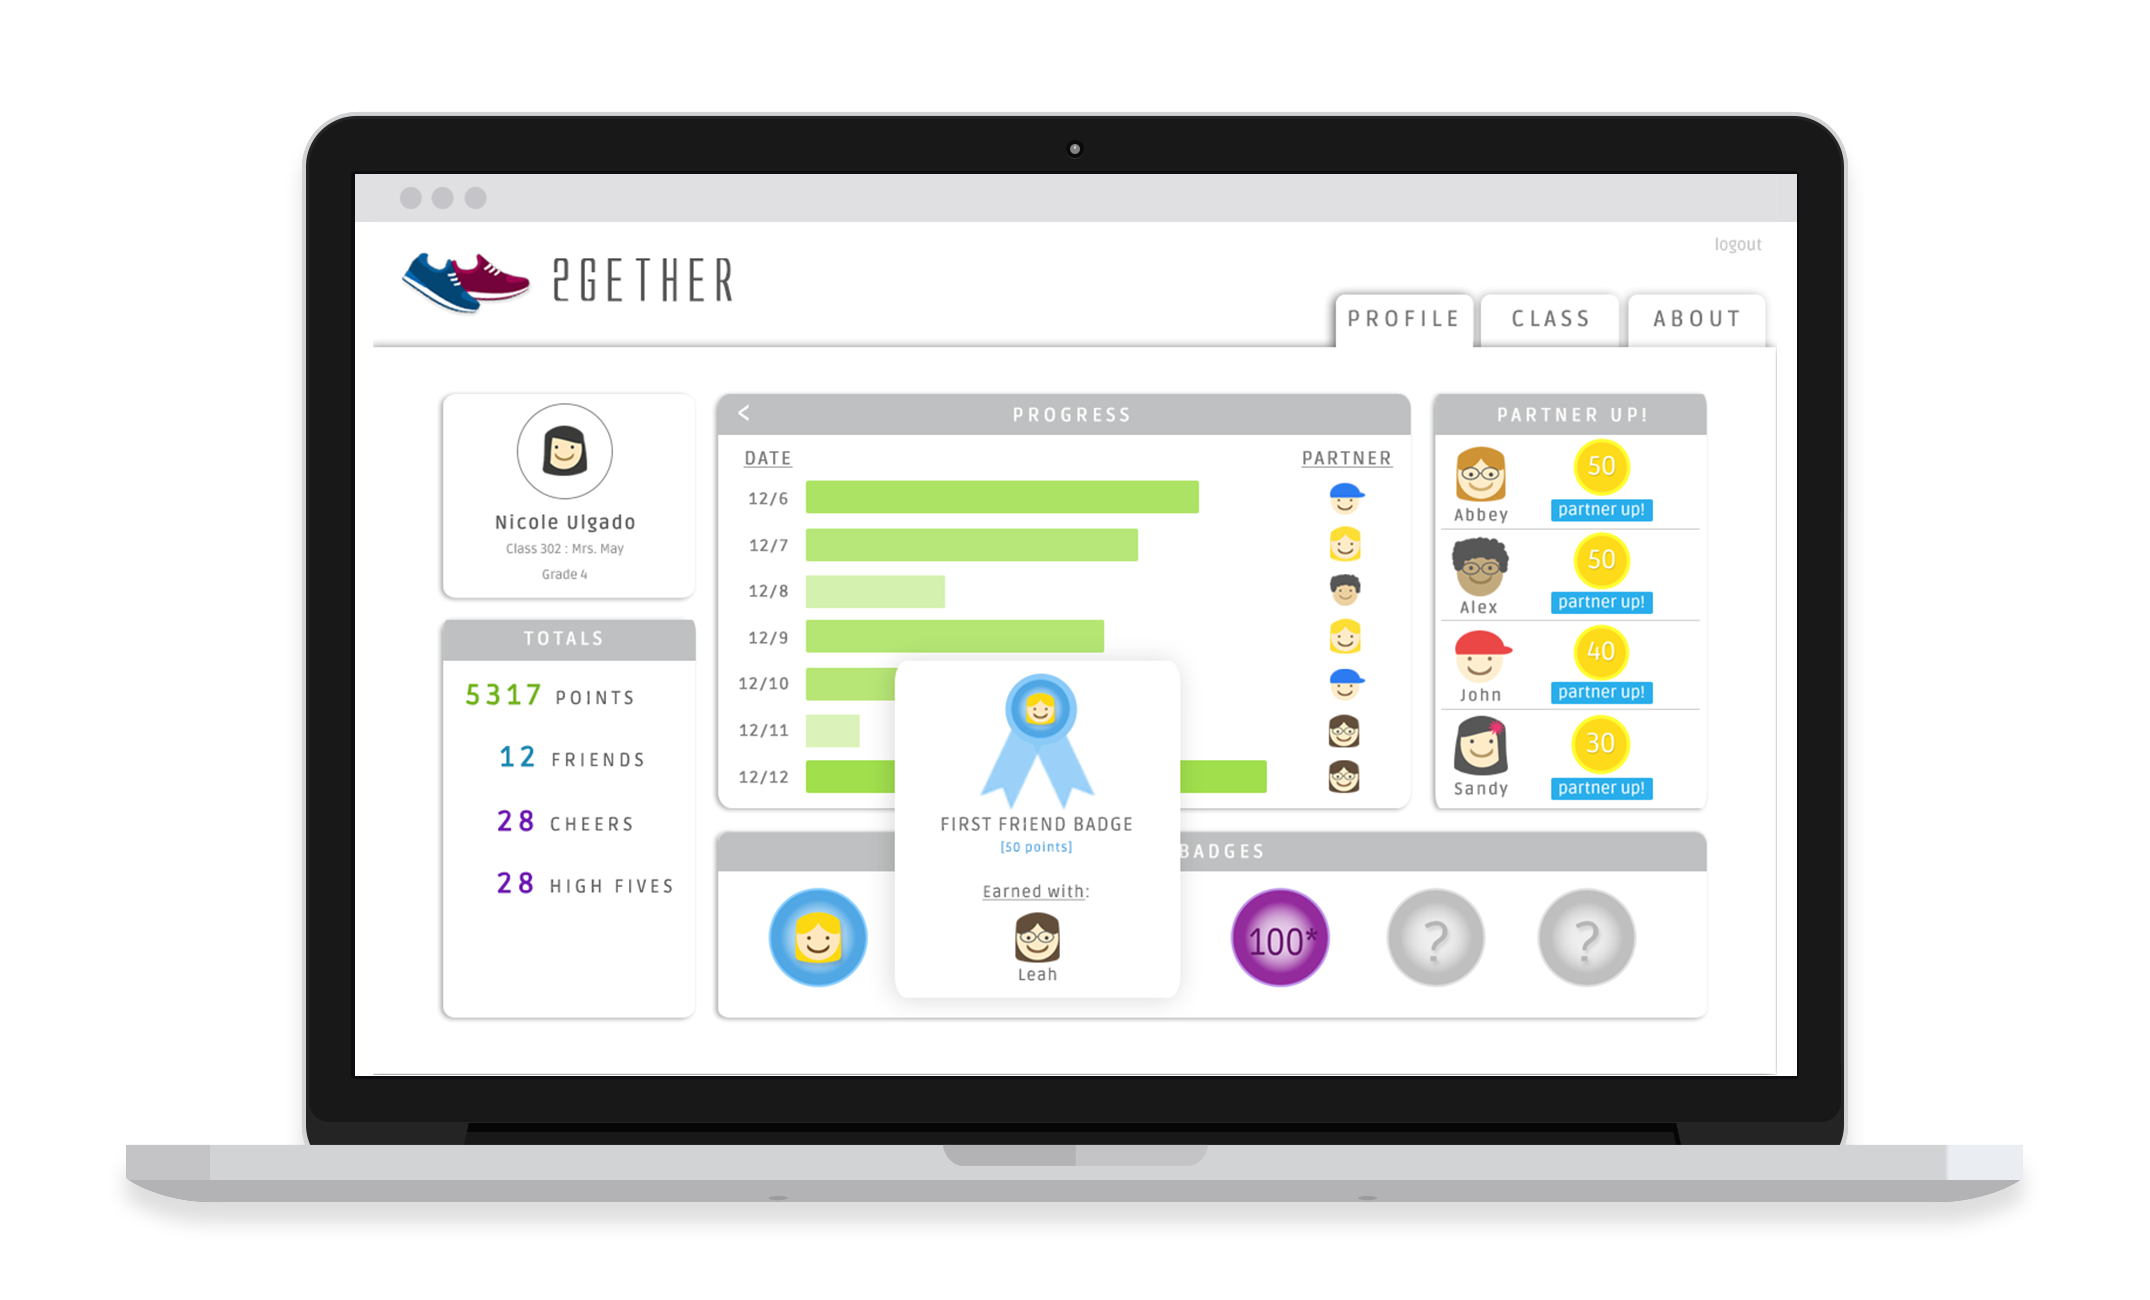 logout
2GETHER
PROFILE
CLASS
ABOUT
Nicole Ulgado
Class 302 : Mrs. May
Grade 4
TOTALS
5317 POINTS
12 FRIENDS
28 CHEERS
28 HIGH FIVES
<
PROGRESS
DATE
PARTNER
12/6
12/7
12/8
12/9
12/10
12/11
12/12
PARTNER UP!
50
Abbey
partner up!
50
Alex
partner up!
40
John
partner up!
30
Sandy
partner up!
FIRST FRIEND BADGE
[50 points]
Earned with:
Leah
BADGES
100*
?
?